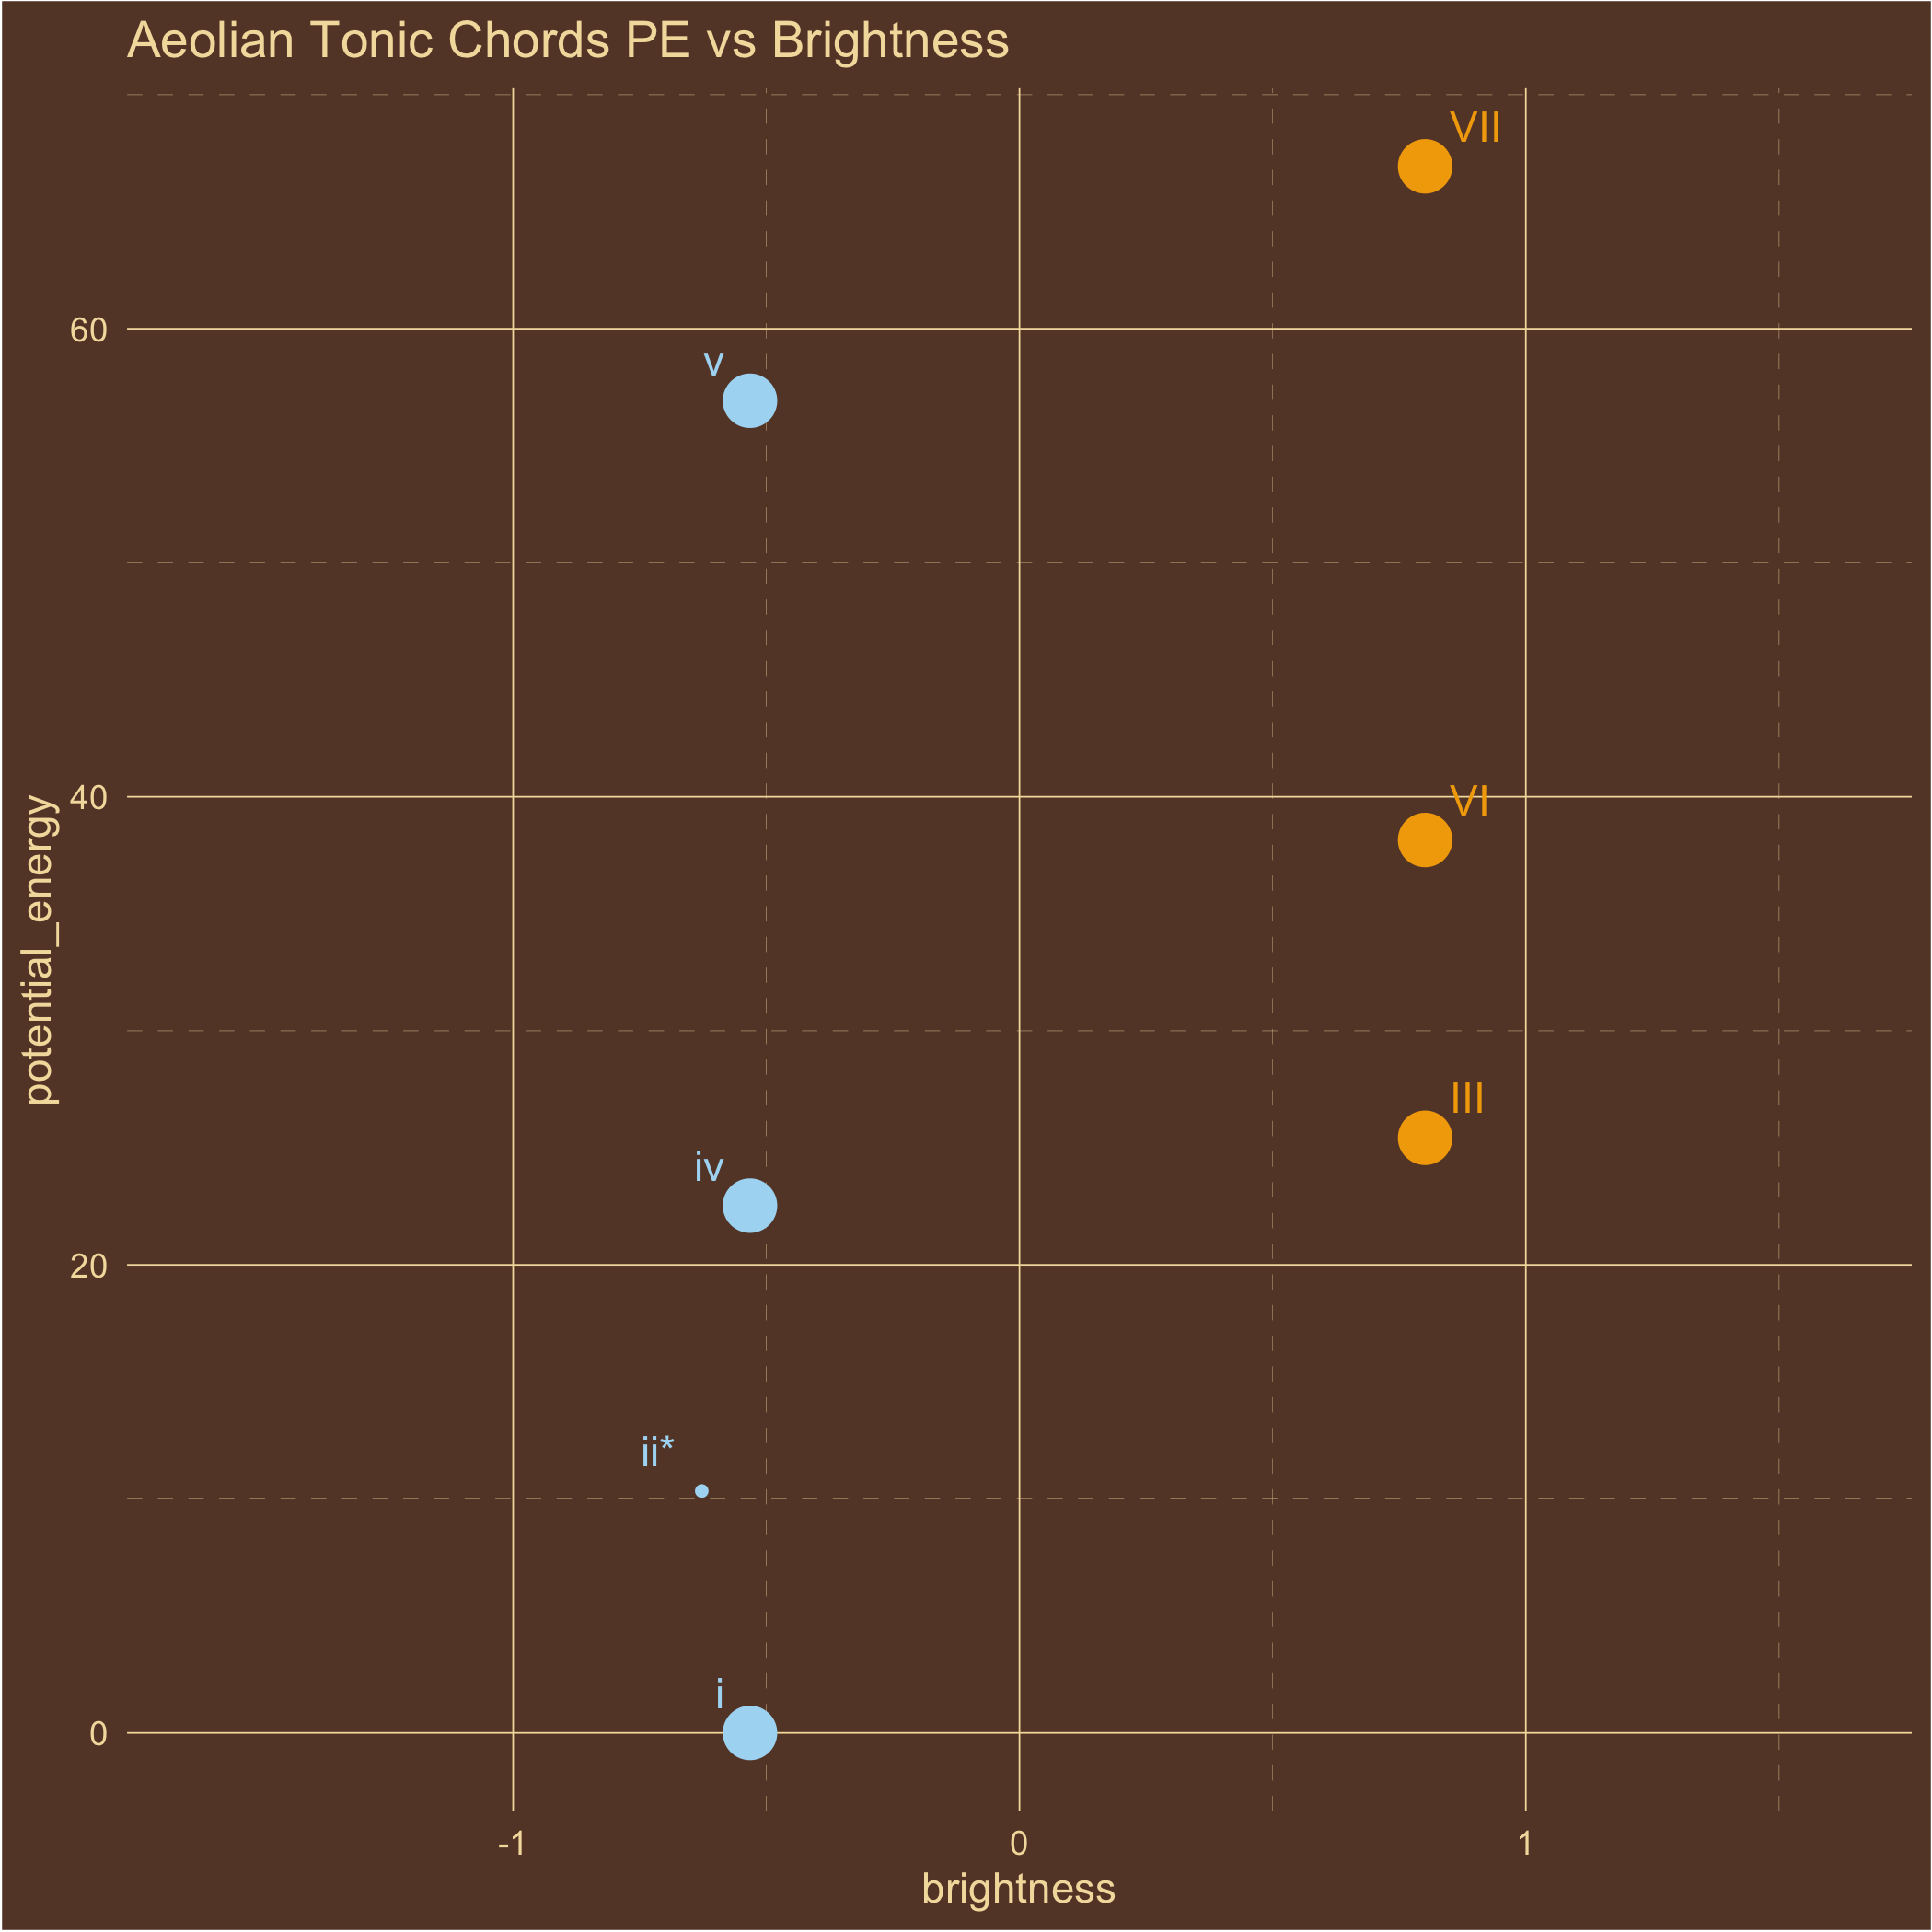 Aeolian Tonic Chords PE vs Brightness
VII
60
v
40
VI
III
iv
20
ii*
i
0
potential_energy
-1 0 1
brightness